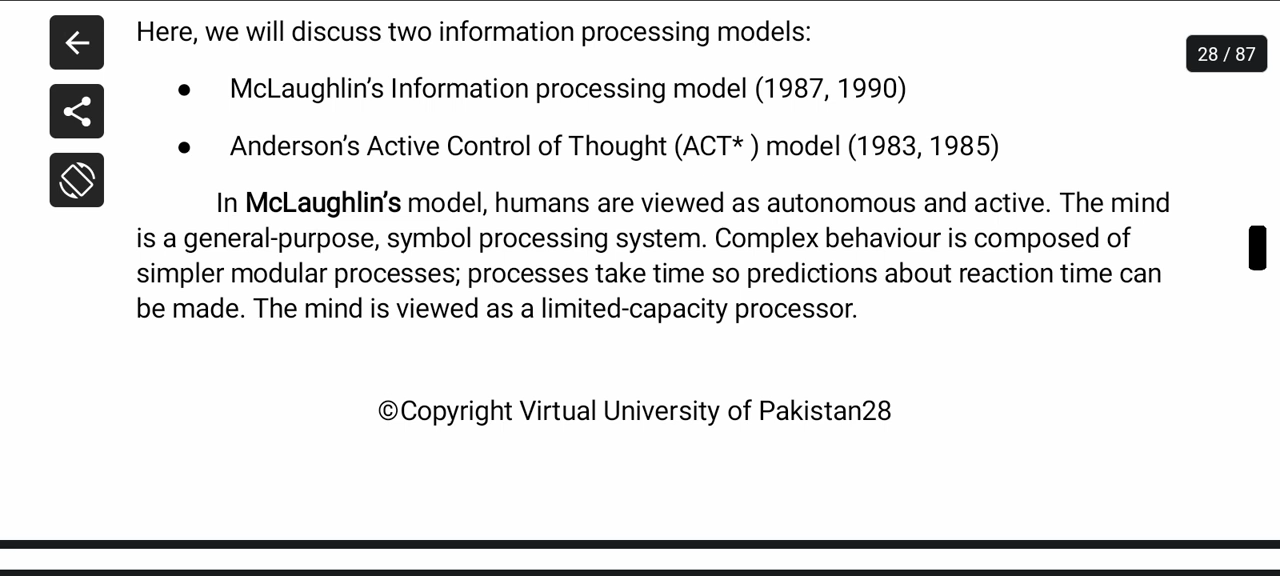 Here, we will discuss two information processing models:
28 / 87
● McLaughlin’s Information processing model (1987, 1990)
● Anderson’s Active Control of Thought (ACT* ) model (1983, 1985)
In McLaughlin’s model, humans are viewed as autonomous and active. The mind
is a general-purpose, symbol processing system. Complex behaviour is composed of
simpler modular processes; processes take time so predictions about reaction time can
be made. The mind is viewed as a limited-capacity processor.
©Copyright Virtual University of Pakistan28